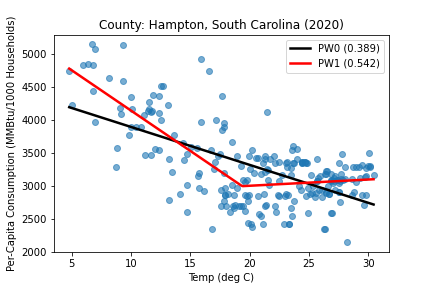 County: Hampton, South Carolina (2020)
PW0 (0.389)
PW1 (0.542)
Per-Capita Consumption (MMBtu/1000 Households)
5000
4500
4000
3500
3000
2500
2000
5 10 15 20 25 30
Temp (deg C)